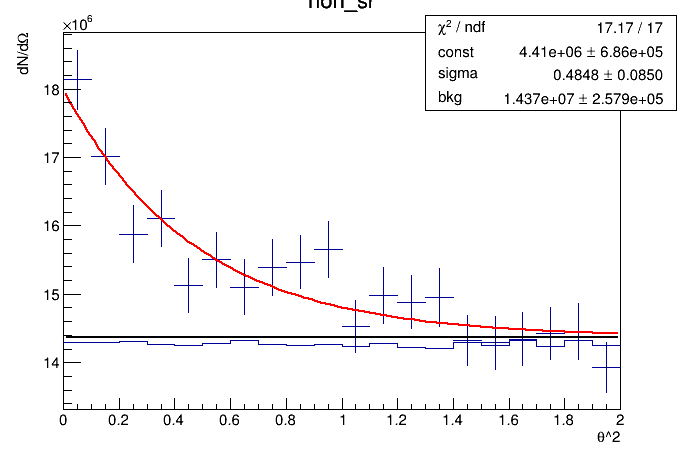 ×10⁶
χ² / ndf 17.17 / 17
const 4.41e+06 ± 6.86e+05
sigma 0.4848 ± 0.0850
bkg 1.437e+07 ± 2.579e+05
dN/dΩ
18
17
16
15
14
0 0.2 0.4 0.6 0.8 1 1.2 1.4 1.6 1.8 2
θ^2